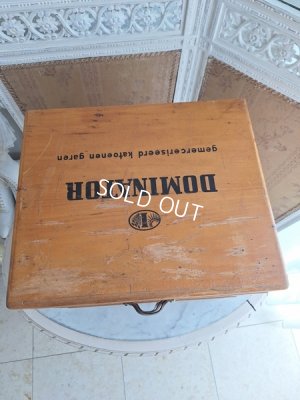 DOMINATOR
gemerceriseerd katoenen garen
SOLD OUT